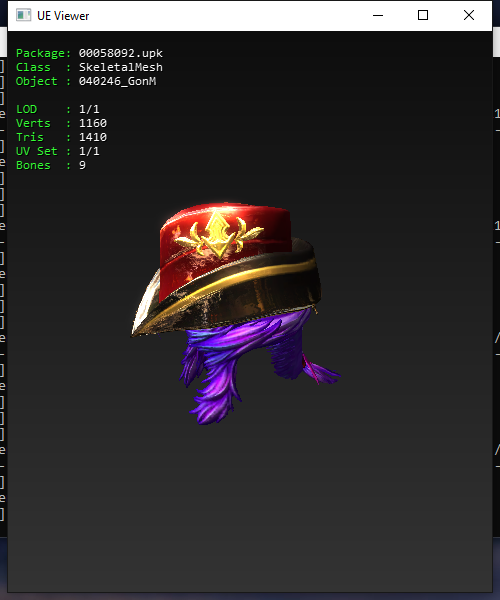 UE Viewer
Package: 00058092.upk
Class : SkeletalMesh
Object : 040246_GonM
LOD : 1/1
Verts : 1160
Tris : 1410
UV Set : 1/1
Bones : 9